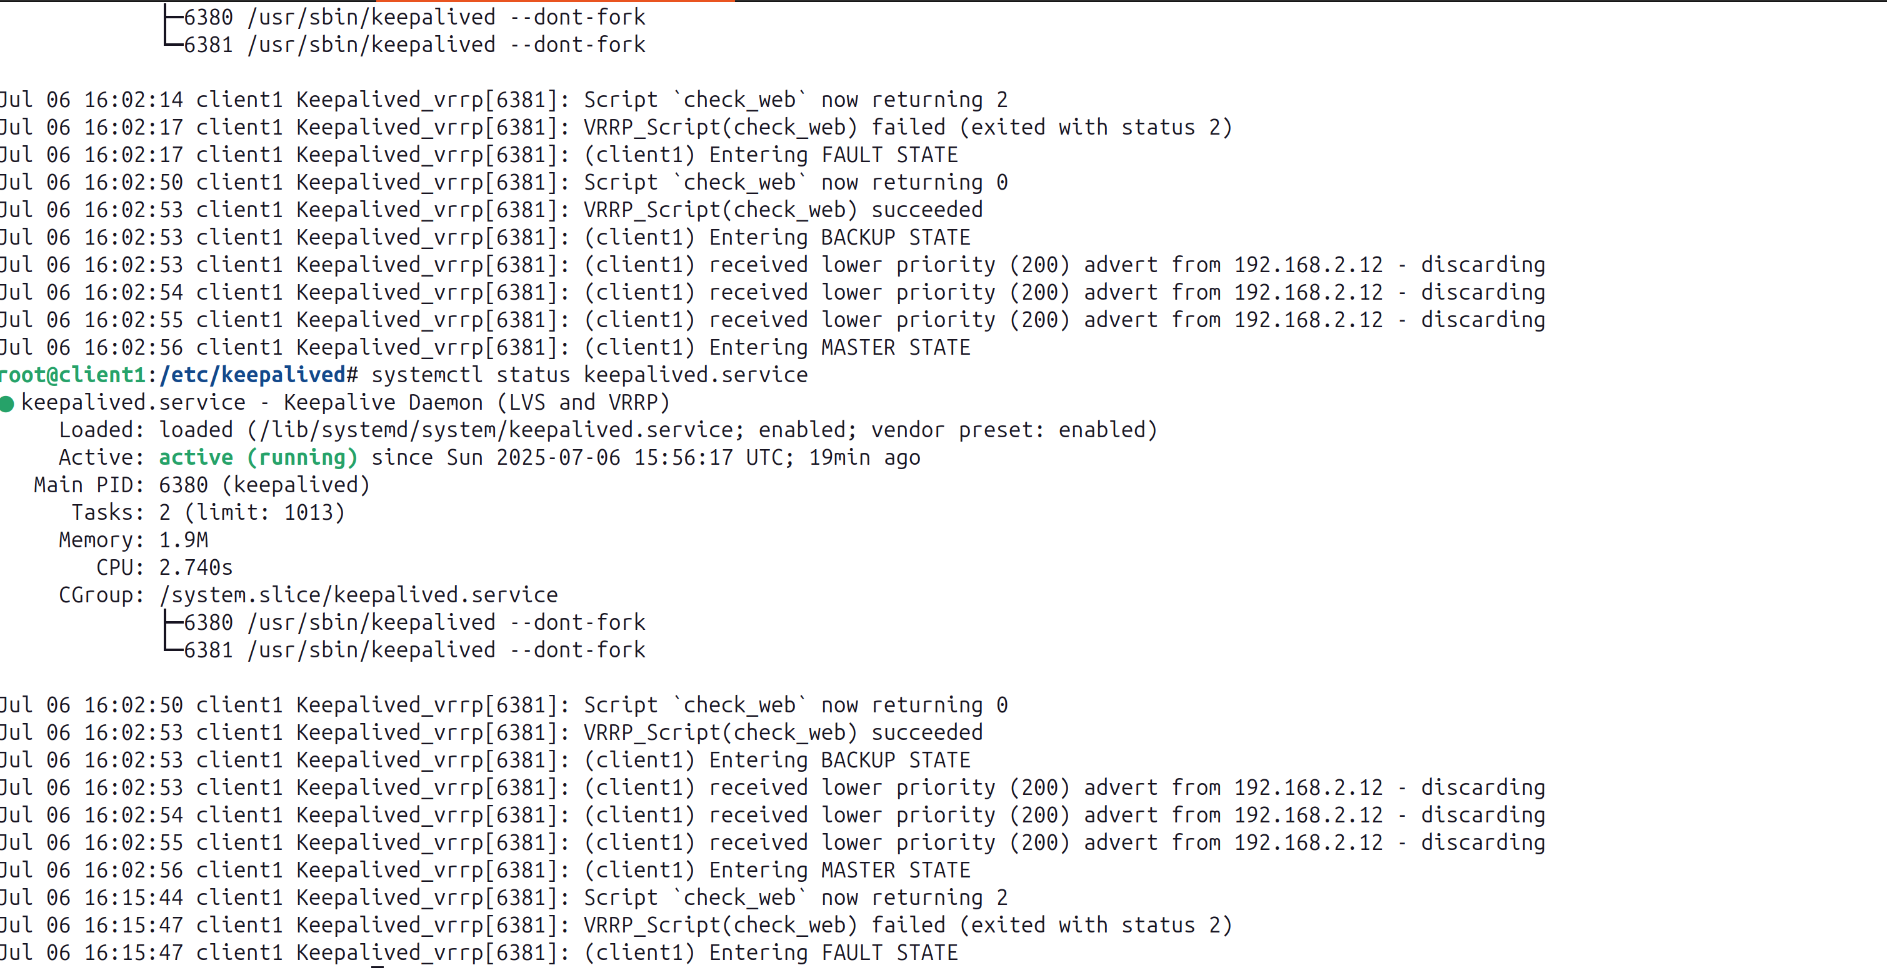 ├─6380 /usr/sbin/keepalived --dont-fork
└─6381 /usr/sbin/keepalived --dont-fork
Jul 06 16:02:14 client1 Keepalived_vrrp[6381]: Script `check_web` now returning 2
Jul 06 16:02:17 client1 Keepalived_vrrp[6381]: VRRP_Script(check_web) failed (exited with status 2)
Jul 06 16:02:17 client1 Keepalived_vrrp[6381]: (client1) Entering FAULT STATE
Jul 06 16:02:50 client1 Keepalived_vrrp[6381]: Script `check_web` now returning 0
Jul 06 16:02:53 client1 Keepalived_vrrp[6381]: VRRP_Script(check_web) succeeded
Jul 06 16:02:53 client1 Keepalived_vrrp[6381]: (client1) Entering BACKUP STATE
Jul 06 16:02:53 client1 Keepalived_vrrp[6381]: (client1) received lower priority (200) advert from 192.168.2.12 - discarding
Jul 06 16:02:54 client1 Keepalived_vrrp[6381]: (client1) received lower priority (200) advert from 192.168.2.12 - discarding
Jul 06 16:02:55 client1 Keepalived_vrrp[6381]: (client1) received lower priority (200) advert from 192.168.2.12 - discarding
Jul 06 16:02:56 client1 Keepalived_vrrp[6381]: (client1) Entering MASTER STATE
root@client1:/etc/keepalived# systemctl status keepalived.service
● keepalived.service - Keepalive Daemon (LVS and VRRP)
Loaded: loaded (/lib/systemd/system/keepalived.service; enabled; vendor preset: enabled)
Active: active (running) since Sun 2025-07-06 15:56:17 UTC; 19min ago
Main PID: 6380 (keepalived)
Tasks: 2 (limit: 1013)
Memory: 1.9M
CPU: 2.740s
CGroup: /system.slice/keepalived.service
├─6380 /usr/sbin/keepalived --dont-fork
└─6381 /usr/sbin/keepalived --dont-fork
Jul 06 16:02:50 client1 Keepalived_vrrp[6381]: Script `check_web` now returning 0
Jul 06 16:02:53 client1 Keepalived_vrrp[6381]: VRRP_Script(check_web) succeeded
Jul 06 16:02:53 client1 Keepalived_vrrp[6381]: (client1) Entering BACKUP STATE
Jul 06 16:02:53 client1 Keepalived_vrrp[6381]: (client1) received lower priority (200) advert from 192.168.2.12 - discarding
Jul 06 16:02:54 client1 Keepalived_vrrp[6381]: (client1) received lower priority (200) advert from 192.168.2.12 - discarding
Jul 06 16:02:55 client1 Keepalived_vrrp[6381]: (client1) received lower priority (200) advert from 192.168.2.12 - discarding
Jul 06 16:02:56 client1 Keepalived_vrrp[6381]: (client1) Entering MASTER STATE
Jul 06 16:15:44 client1 Keepalived_vrrp[6381]: Script `check_web` now returning 2
Jul 06 16:15:47 client1 Keepalived_vrrp[6381]: VRRP_Script(check_web) failed (exited with status 2)
Jul 06 16:15:47 client1 Keepalived_vrrp[6381]: (client1) Entering FAULT STATE